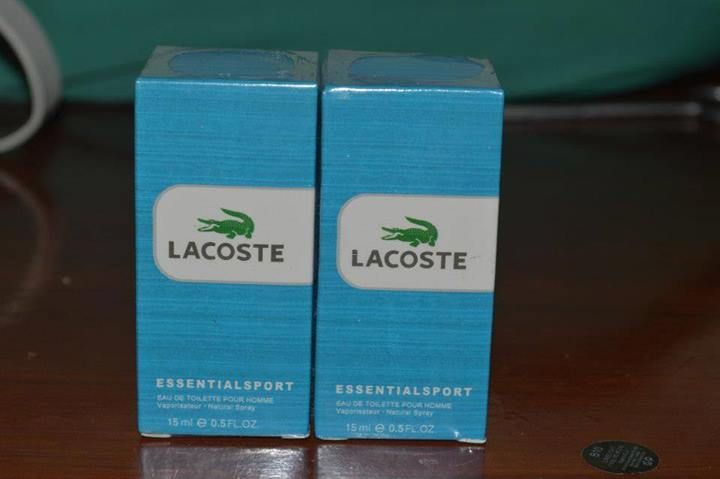 LACOSTE
ESSENTIALSPORT
EAU DE TOILETTE POUR HOMME
Vaporisateur - Natural Spray
15 ml e 0.5 FL.OZ
LACOSTE
ESSENTIALSPORT
EAU DE TOILETTE POUR HOMME
Vaporisateur - Natural Spray
15 ml e 0.5 FL.OZ